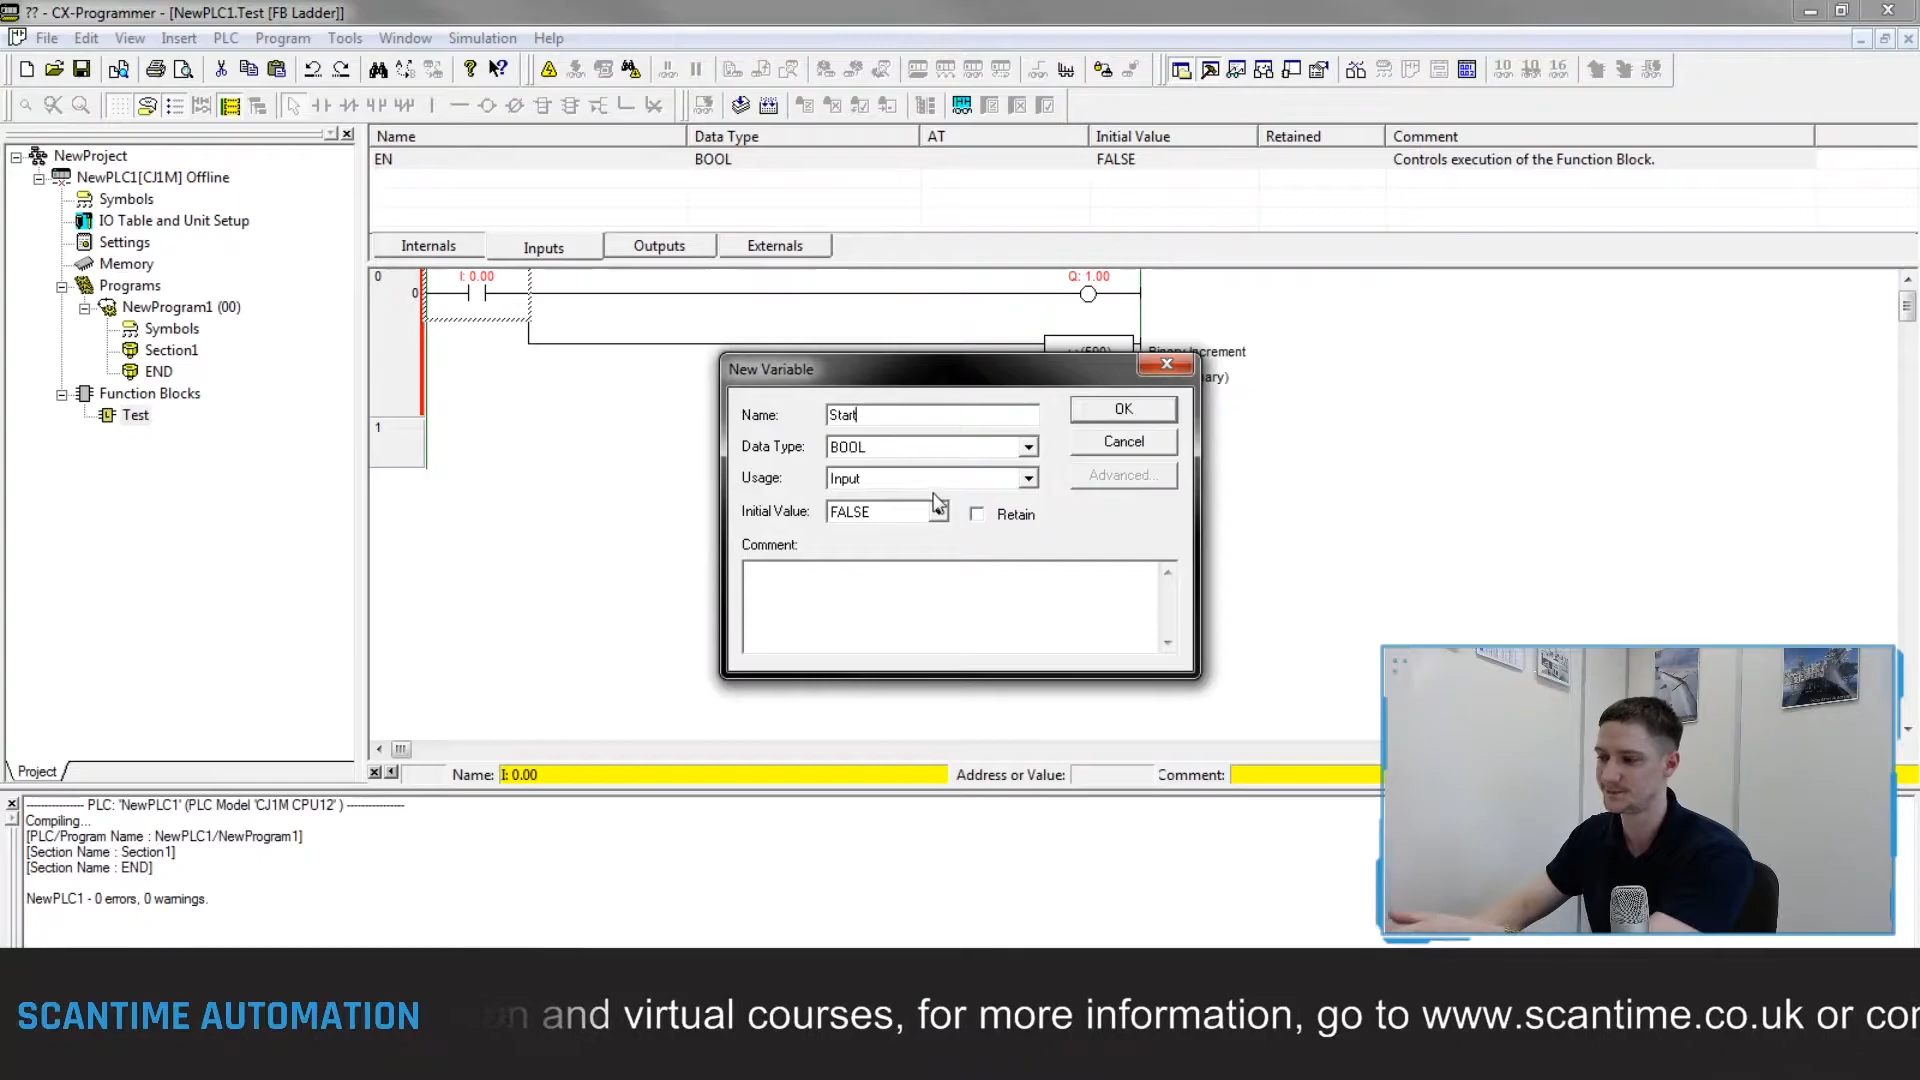 ?? - CX-Programmer - [NewPLC1.Test [FB Ladder]]
File Edit View Insert PLC Program Tools Window Simulation Help
Name Data Type AT Initial Value Retained Comment
EN BOOL FALSE Controls execution of the Function Block.
Internals Inputs Outputs Externals
NewProject
NewPLC1[CJ1M] Offline
Symbols
IO Table and Unit Setup
Settings
Memory
Programs
NewProgram1 (00)
Symbols
Section1
END
Function Blocks
Test
Project
0
0
I: 0.00
Q: 1.00
1
Binary Increment
New Variable
Name: Start
Data Type: BOOL
Usage: Input
Initial Value: FALSE
Retain
Comment:
OK
Cancel
Advanced...
Name: I: 0.00 Address or Value: Comment:
--------------- PLC: 'NewPLC1' (PLC Model 'CJ1M CPU12' ) ---------------
Compiling...
[PLC/Program Name : NewPLC1/NewProgram1]
[Section Name : Section1]
[Section Name : END]
NewPLC1 - 0 errors, 0 warnings.
SCANTIME AUTOMATION
and virtual courses, for more information, go to www.scantime.co.uk or